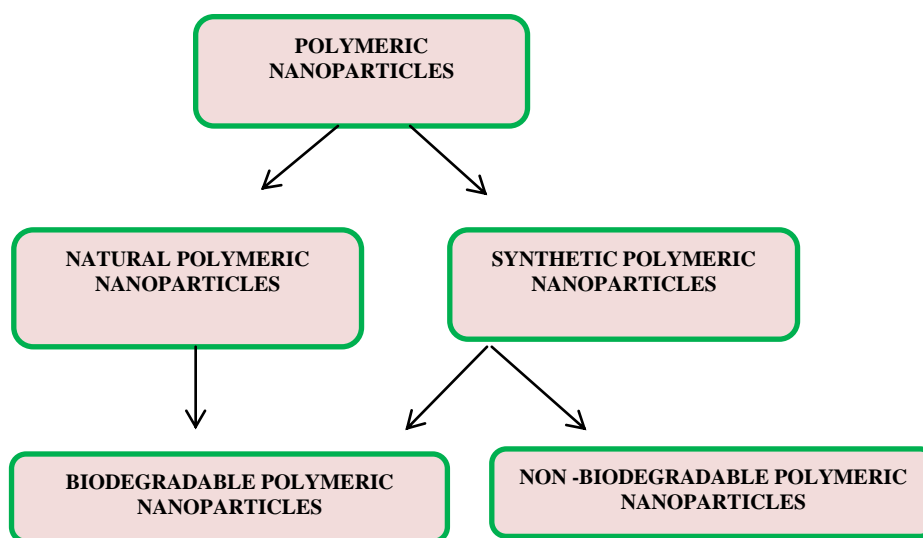 POLYMERIC
NANOPARTICLES
NATURAL POLYMERIC
NANOPARTICLES
SYNTHETIC POLYMERIC
NANOPARTICLES
BIODEGRADABLE POLYMERIC
NANOPARTICLES
NON -BIODEGRADABLE POLYMERIC
NANOPARTICLES